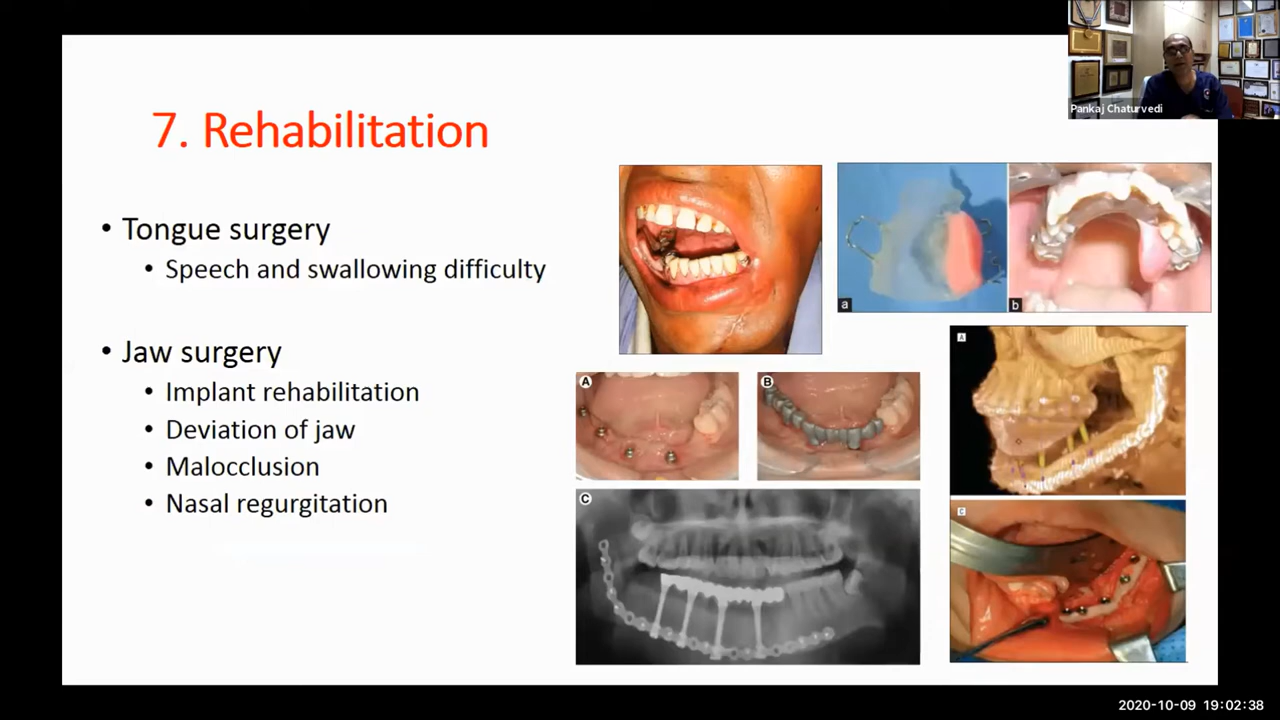 Pankaj Chaturvedi
7. Rehabilitation
• Tongue surgery
• Speech and swallowing difficulty
• Jaw surgery
• Implant rehabilitation
• Deviation of jaw
• Malocclusion
• Nasal regurgitation
a
b
A
B
C
A
C
2020-10-09 19:02:38